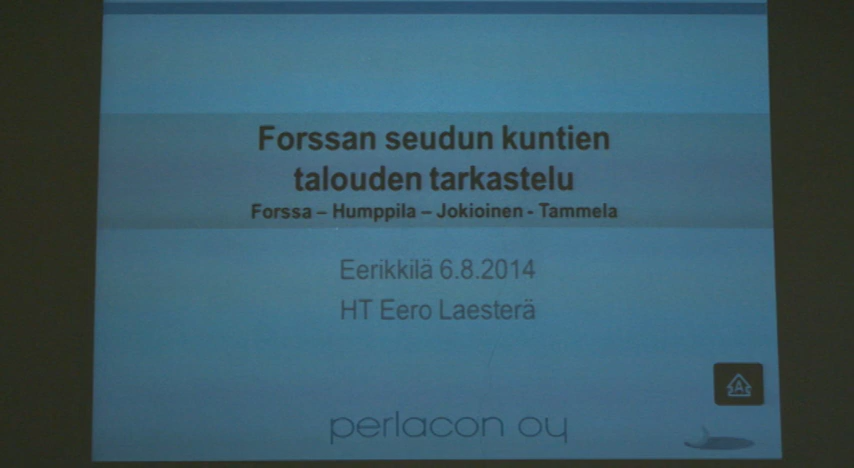 Forssan seudun kuntien
talouden tarkastelu
Forssa – Humppila – Jokioinen - Tammela
Eerikkilä 6.8.2014
HT Eero Laesterä
A
perlacon oy